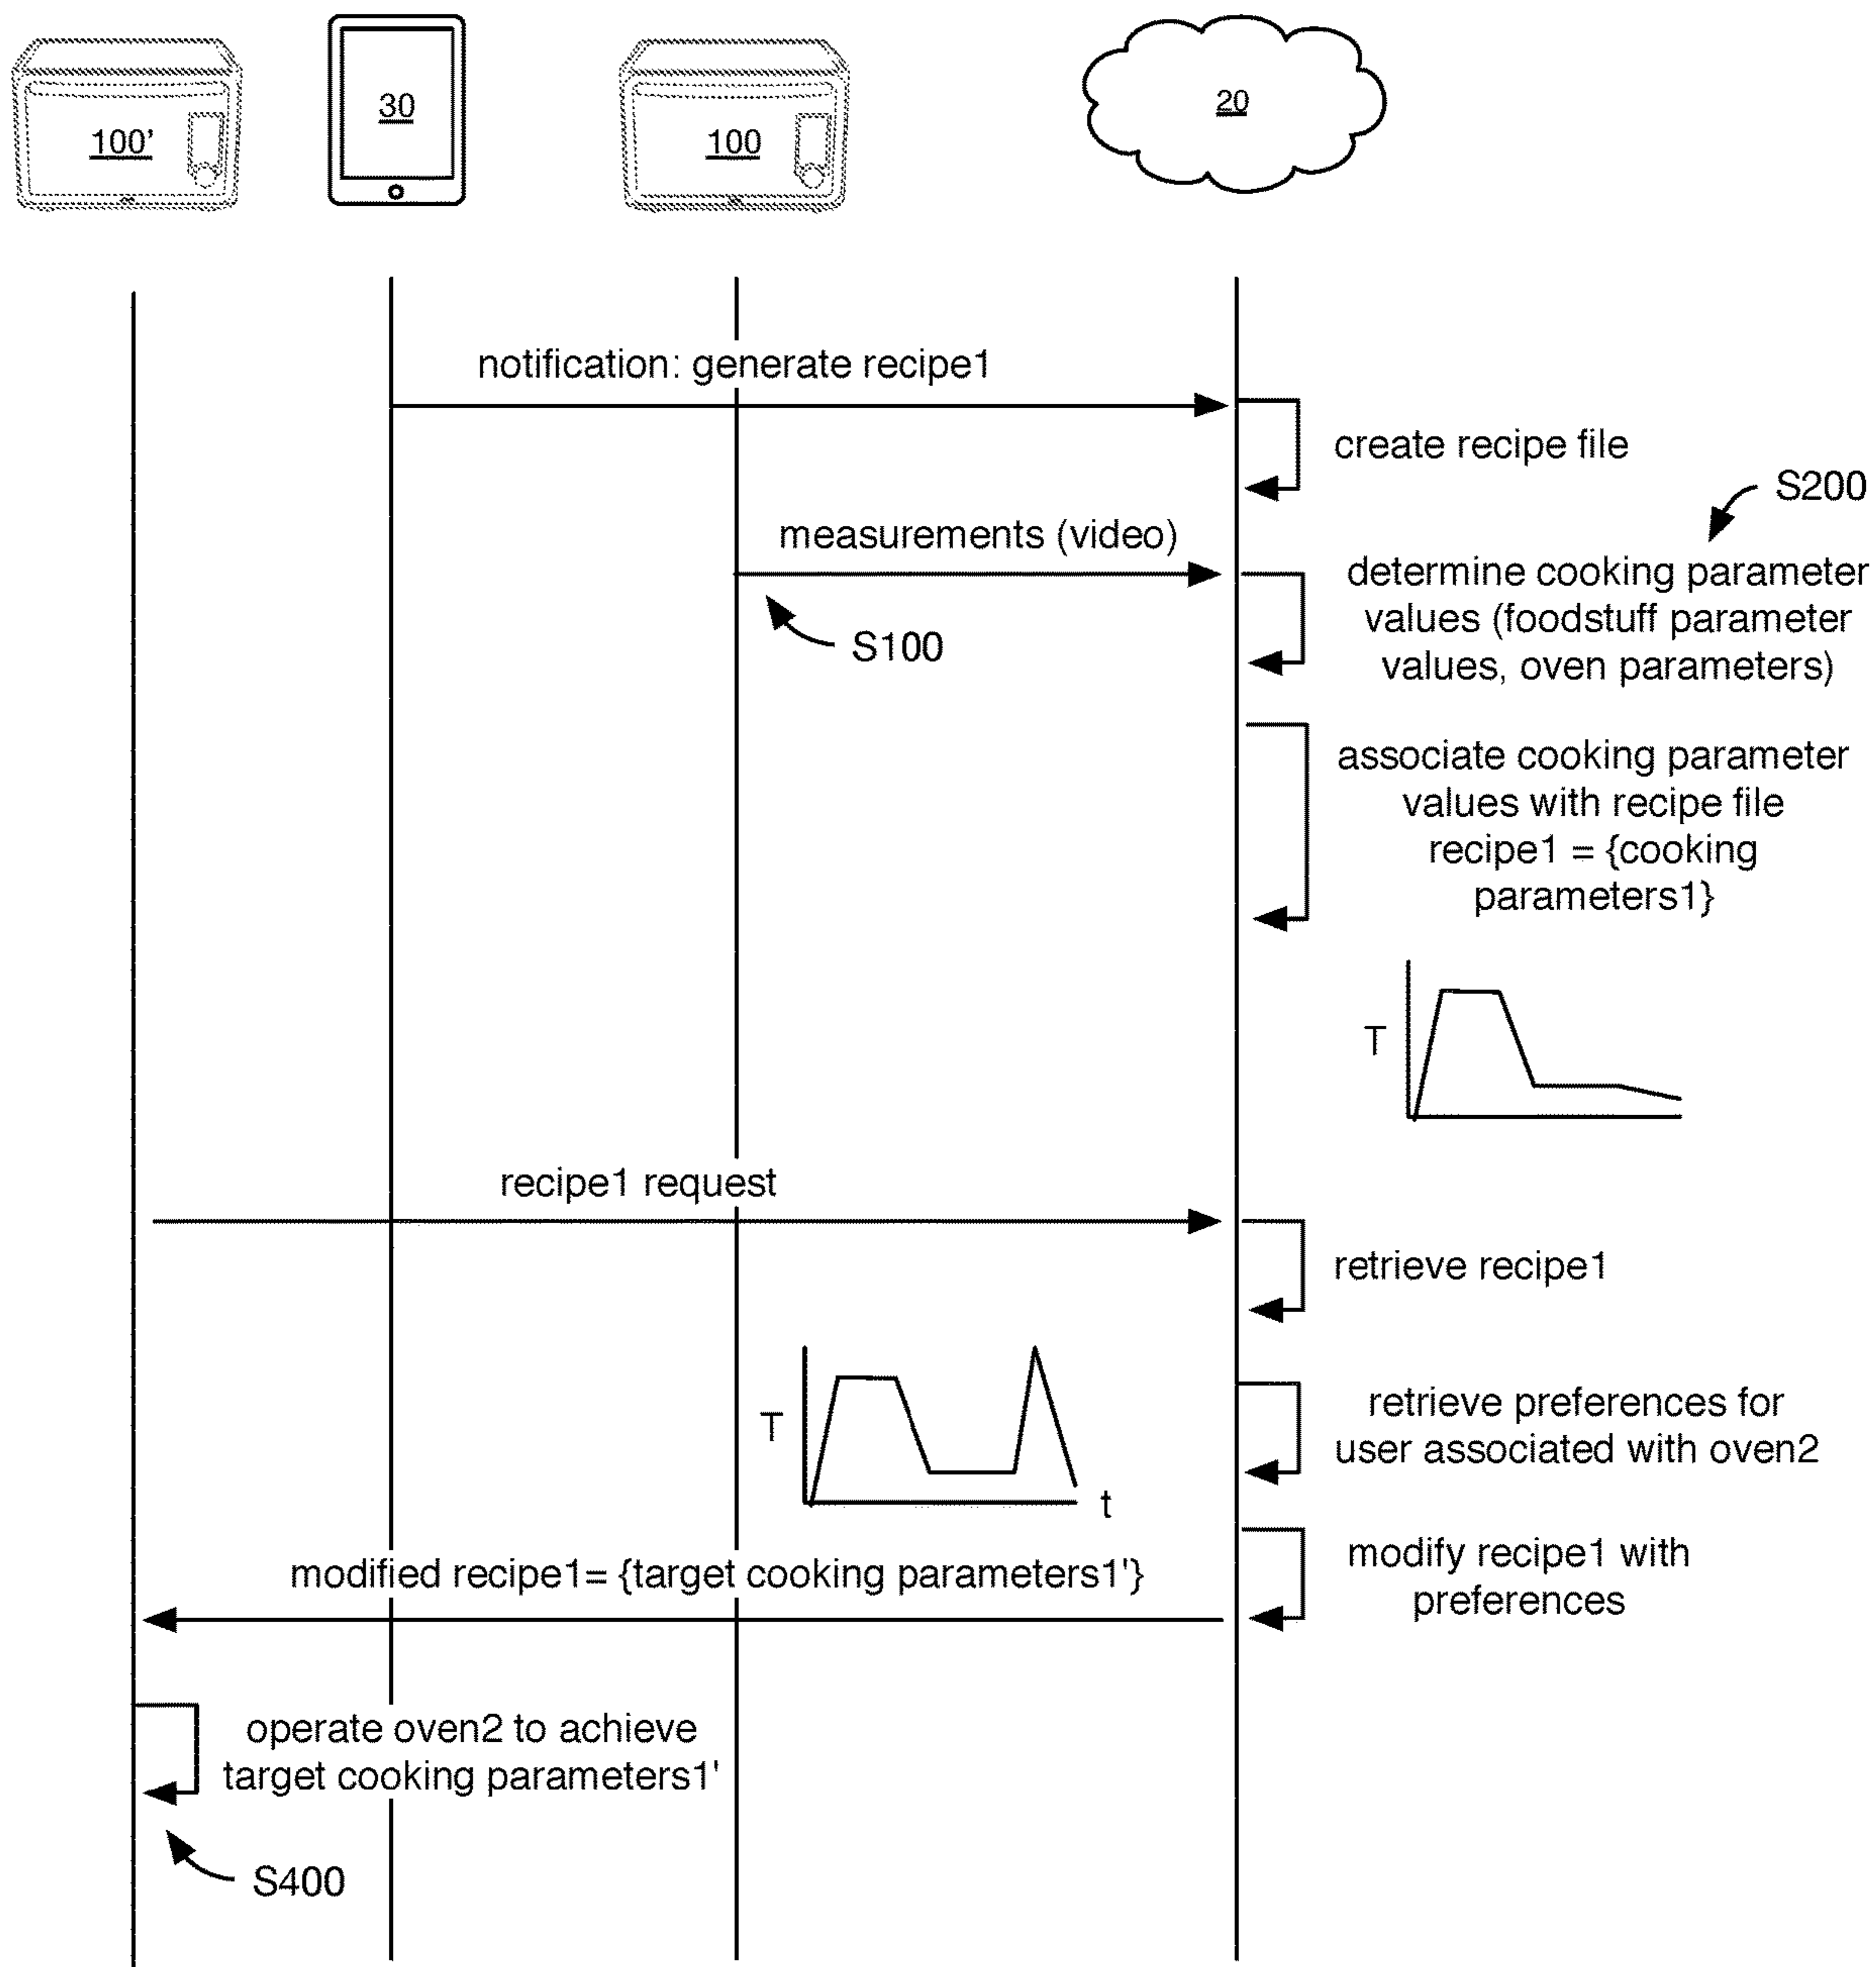 100'
30
100
20
notification: generate recipe1
create recipe file
S200
measurements (video)
determine cooking parameter
values (foodstuff parameter
values, oven parameters)
S100
associate cooking parameter
values with recipe file
recipe1 = {cooking
parameters1}
T
recipe1 request
retrieve recipe1
T
t
retrieve preferences for
user associated with oven2
modified recipe1= {target cooking parameters1'}
modify recipe1 with
preferences
operate oven2 to achieve
target cooking parameters1'
S400